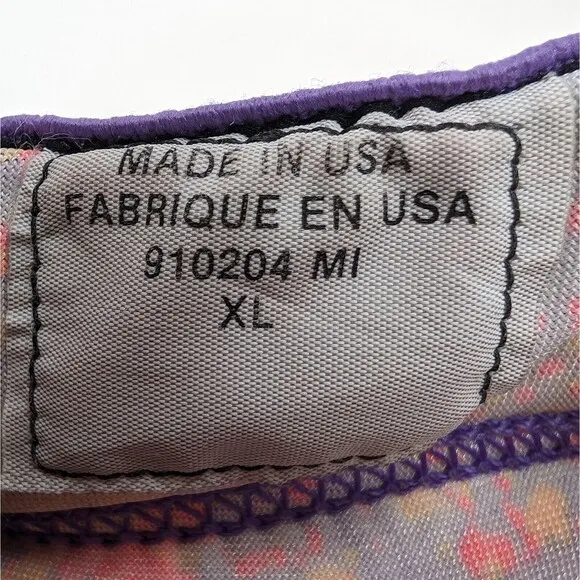 MADE IN USA
FABRIQUE EN USA
910204 MI
XL